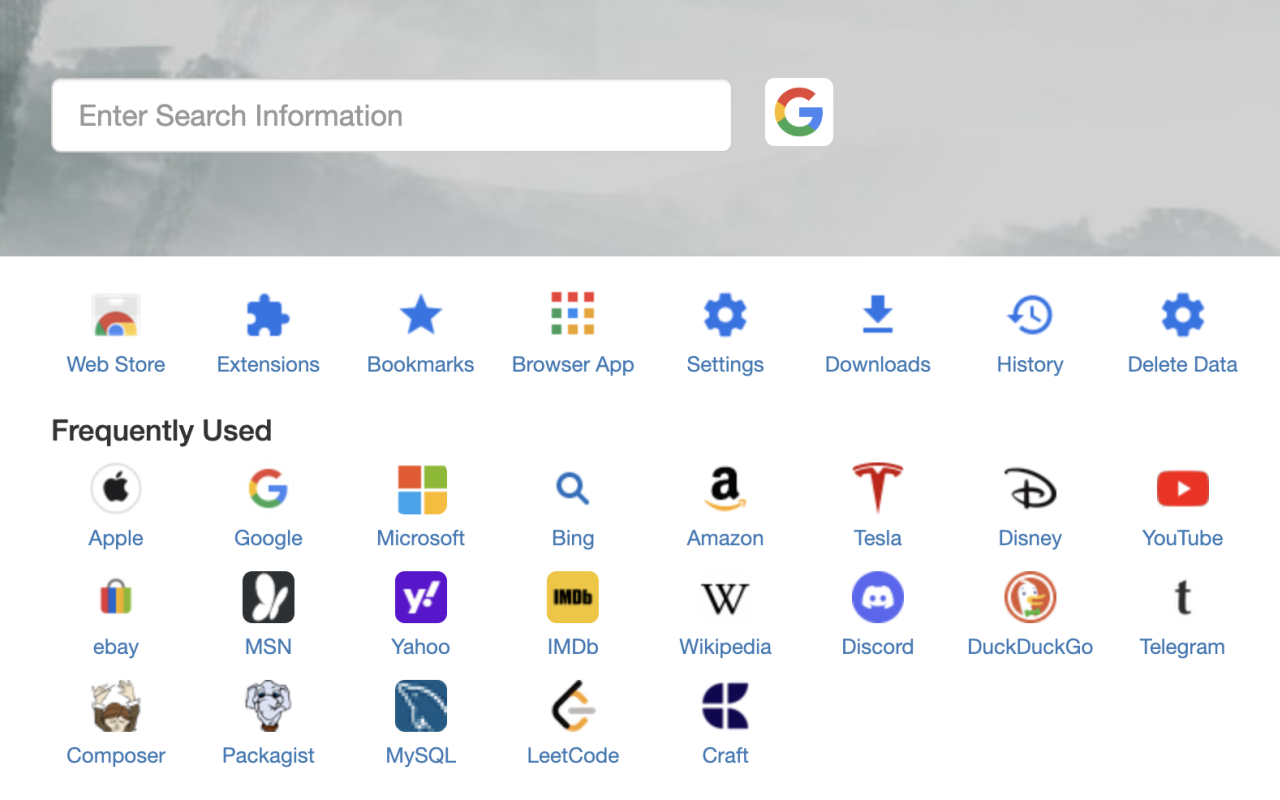 Enter Search Information
Web Store Extensions Bookmarks Browser App Settings Downloads History Delete Data
Frequently Used
Apple Google Microsoft Bing Amazon Tesla Disney YouTube
IMDb
ebay MSN Yahoo IMDb Wikipedia Discord DuckDuckGo Telegram
Composer Packagist MySQL LeetCode Craft